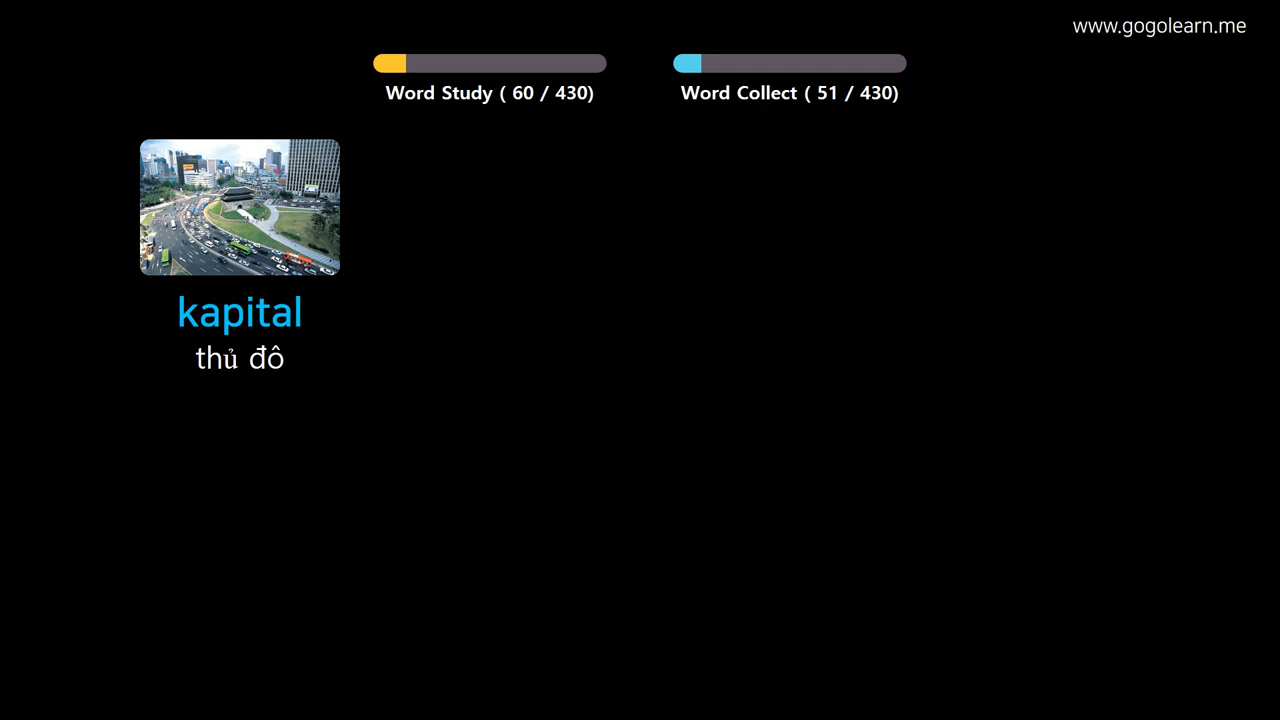 www.gogolearn.me
Word Study ( 60 / 430)
Word Collect ( 51 / 430)
kapital
thủ đô